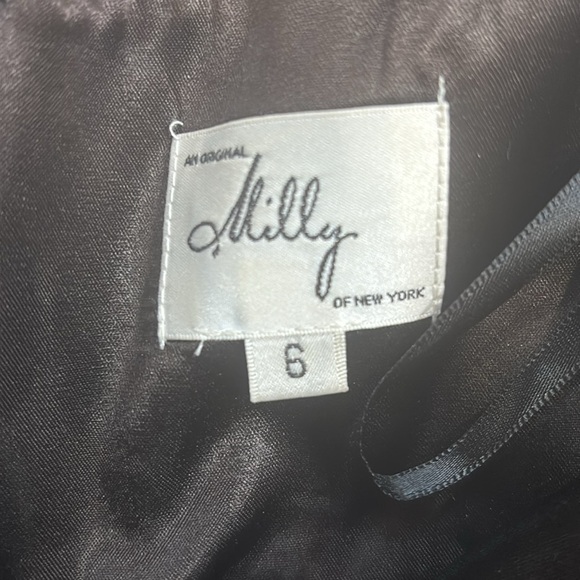 AN ORIGINAL
Milly
OF NEW YORK
6